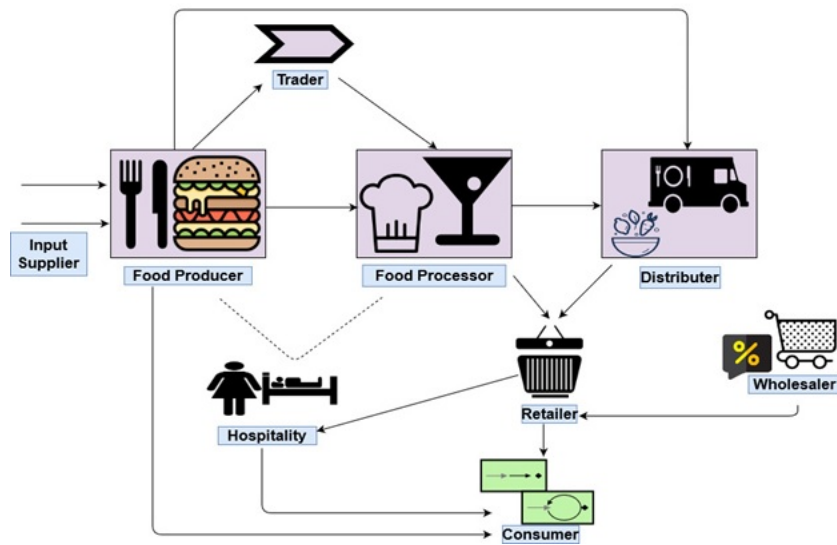 Trader
Input
Supplier
Food Producer
Food Processor
Distributer
%
Wholesaler
Retailer
Hospitality
Consumer